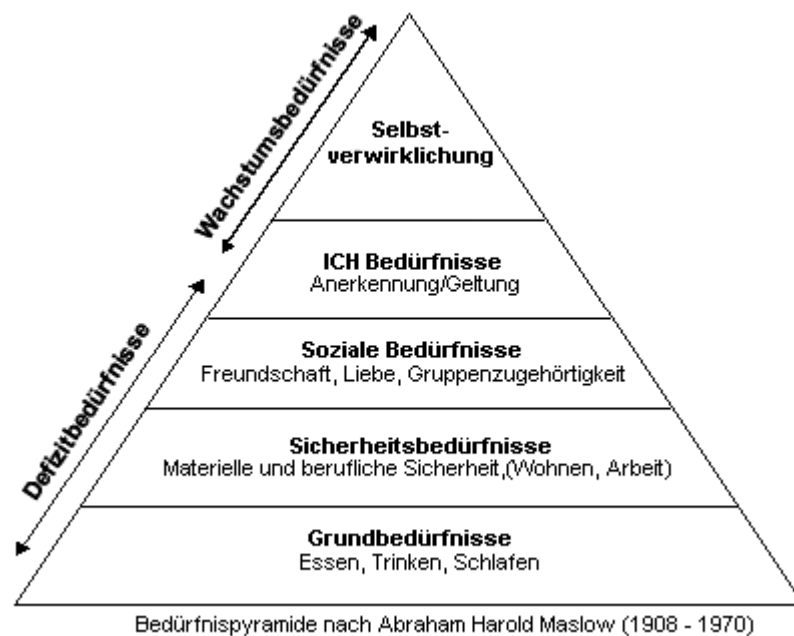 Wachstumsbedürfnisse
Defizitbedürfnisse
Selbst-
verwirklichung
ICH Bedürfnisse
Anerkennung/Geltung
Soziale Bedürfnisse
Freundschaft, Liebe, Gruppenzugehörtigkeit
Sicherheitsbedürfnisse
Materielle und berufliche Sicherheit,(Wohnen, Arbeit)
Grundbedürfnisse
Essen, Trinken, Schlafen
Bedürfnispyramide nach Abraham Harold Maslow (1908 - 1970)